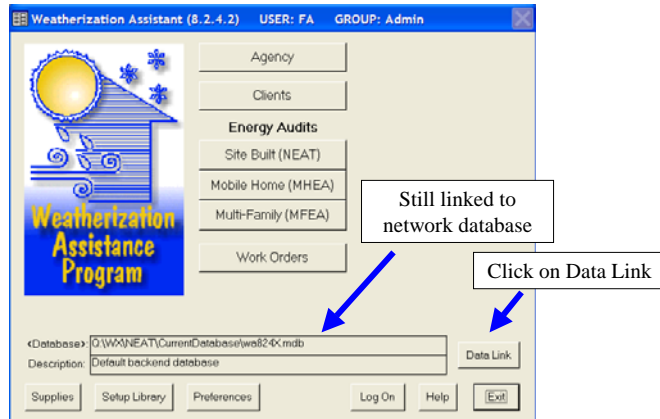 Weatherization Assistant (8.2.4.2) USER: FA GROUP: Admin
Agency
Clients
Energy Audits
Site Built (NEAT)
Mobile Home (MHEA)
Multi-Family (MFEA)
Work Orders
Weatherization
Assistance
Program
Still linked to
network database
Click on Data Link
<Database>: Q:\WX\NEAT\CurrentDatabase\wa824X.mdb
Description: Default backend database
Data Link
Supplies Setup Library Preferences Log On Help Exit